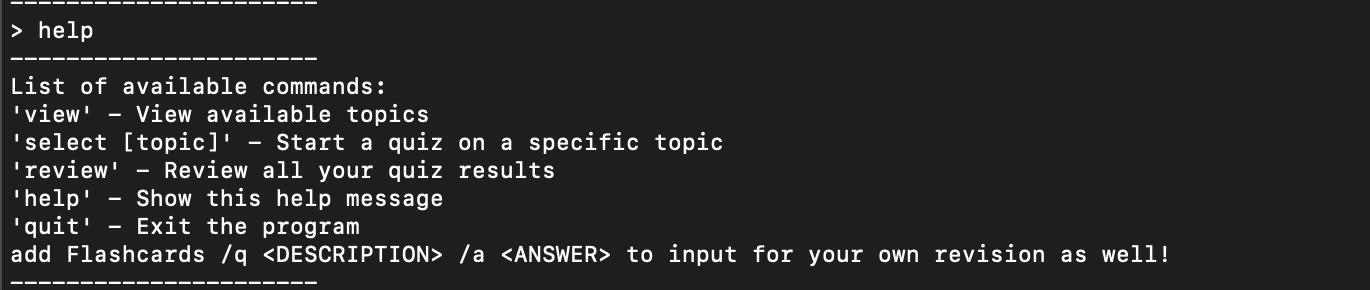 ----------------------
> help
----------------------
List of available commands:
'view' - View available topics
'select [topic]' - Start a quiz on a specific topic
'review' - Review all your quiz results
'help' - Show this help message
'quit' - Exit the program
add Flashcards /q <DESCRIPTION> /a <ANSWER> to input for your own revision as well!
----------------------